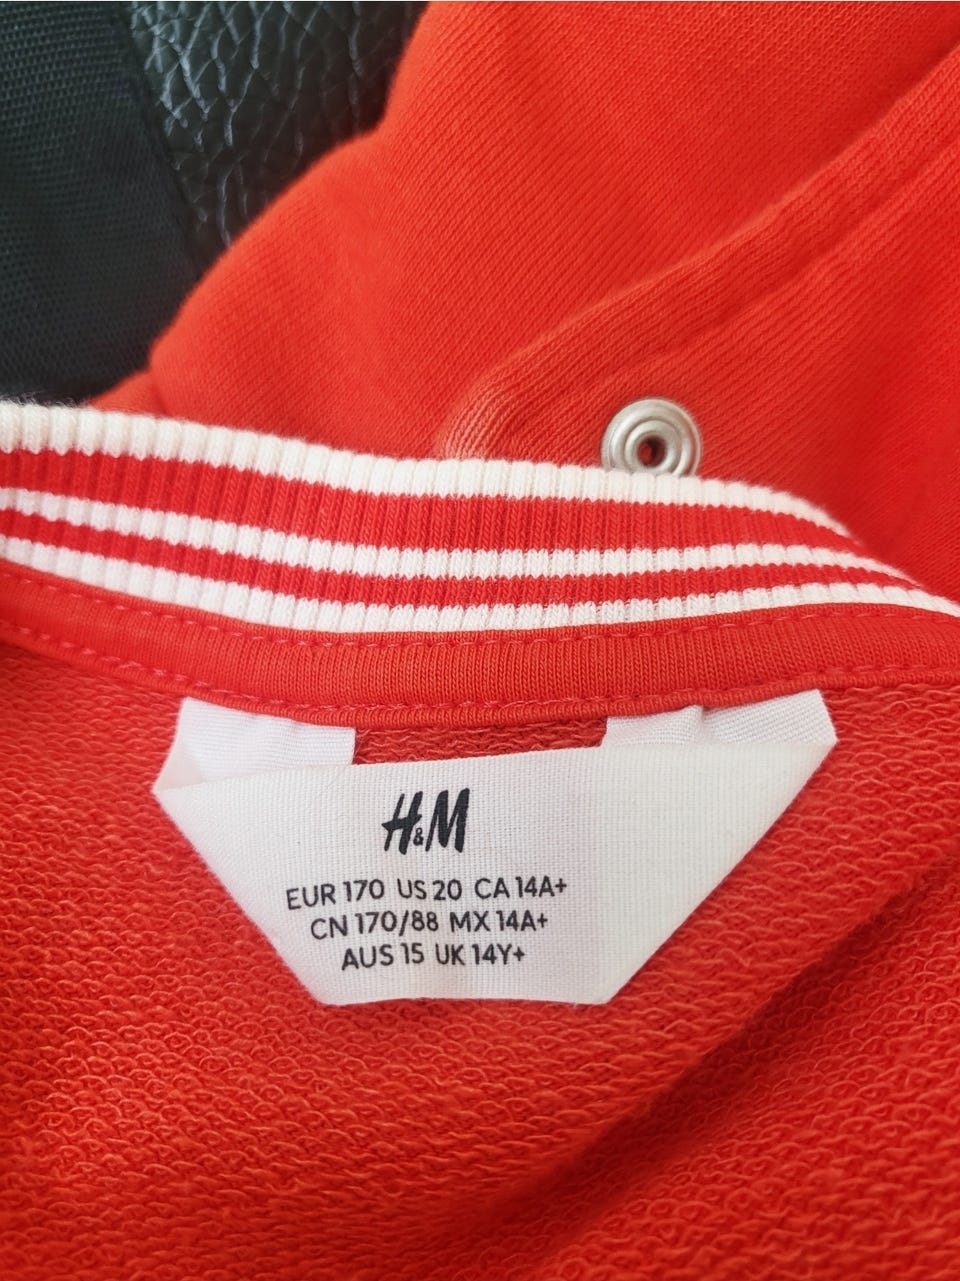 H&M
EUR 170 US 20 CA 14A+
CN 170/88 MX 14A+
AUS 15 UK 14Y+